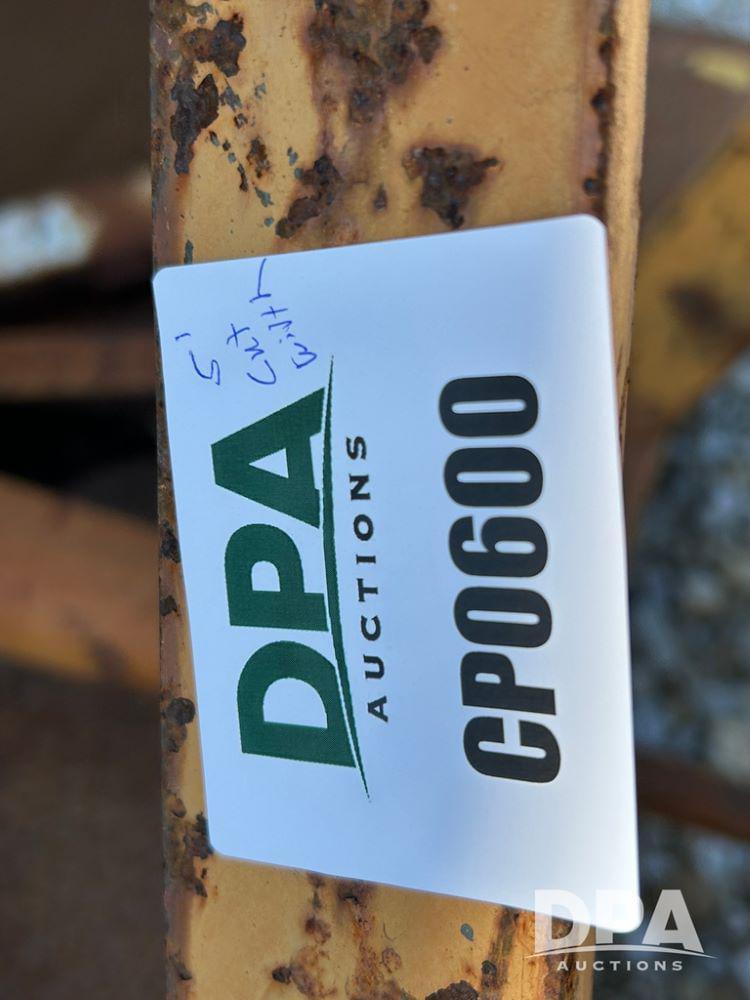 5'
Cut
Width
DPA
AUCTIONS
CP0600
DPA
AUCTIONS